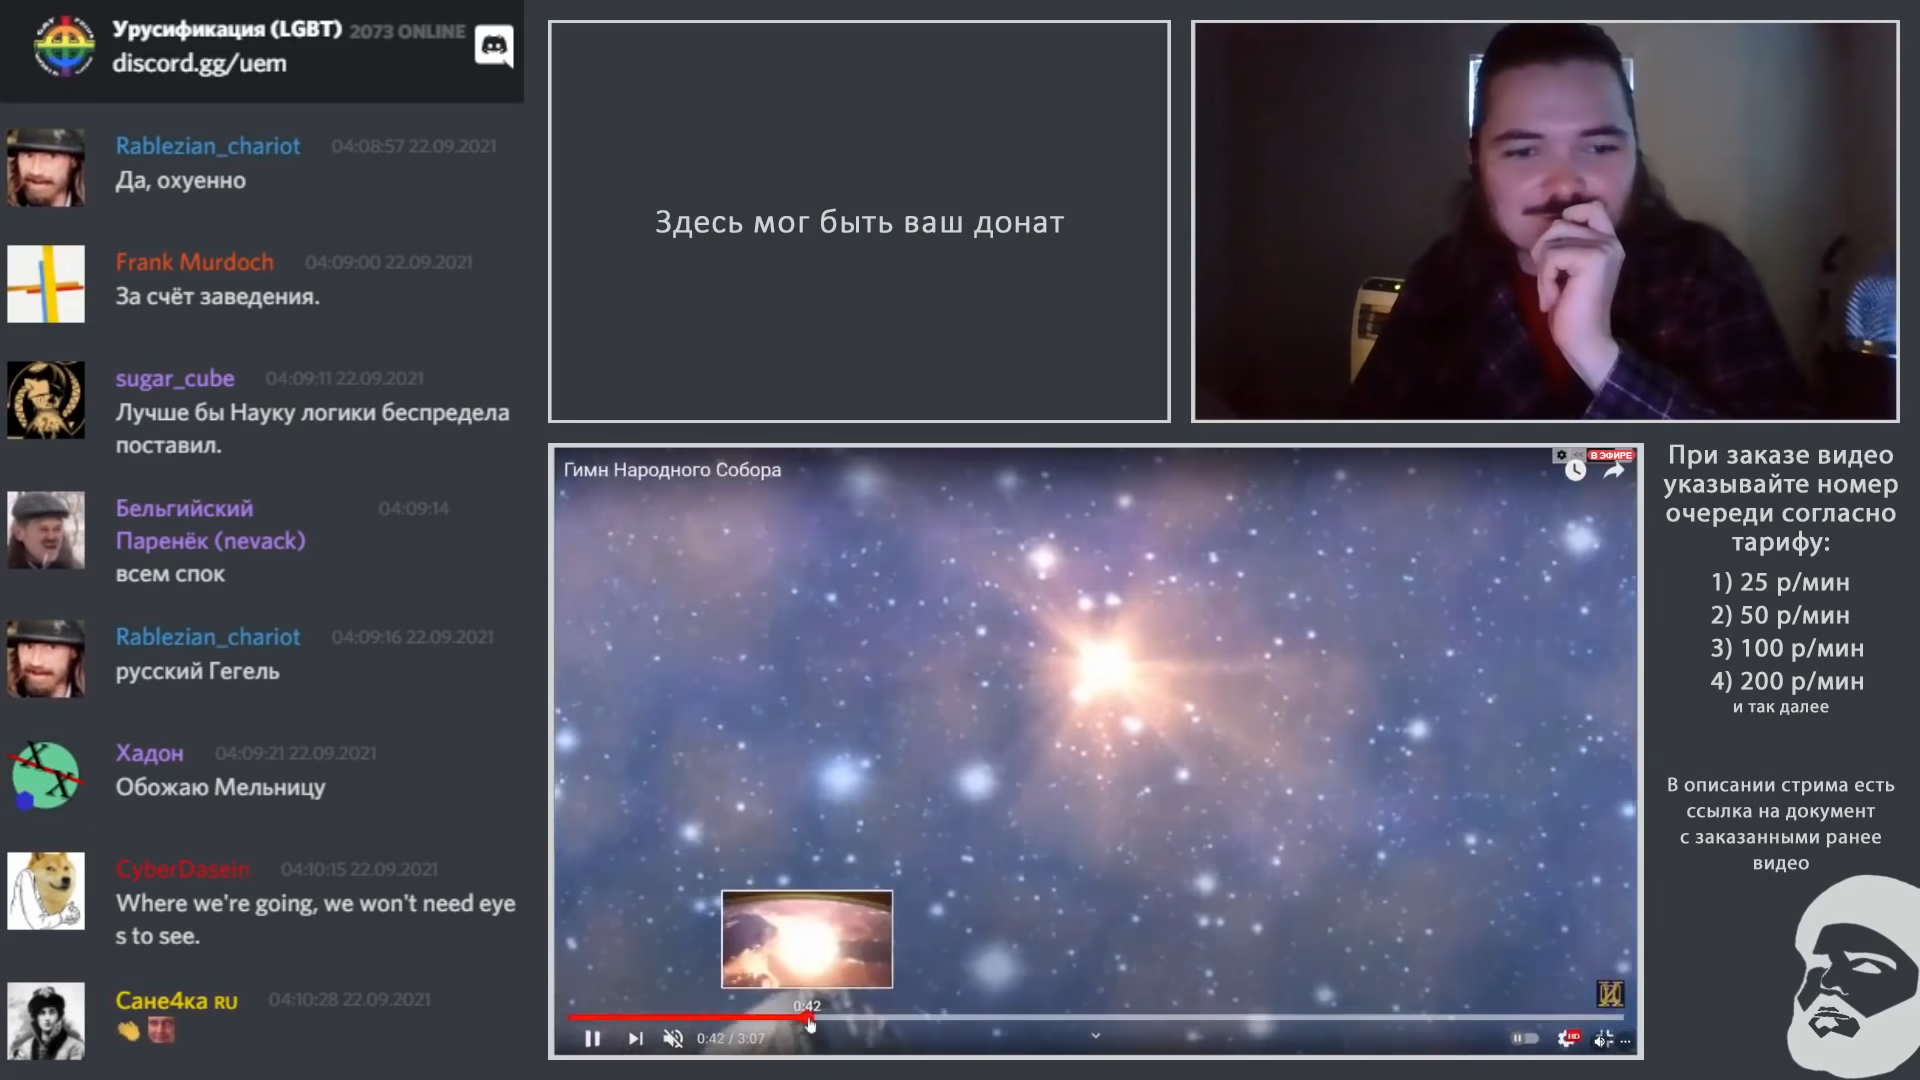 Урусификация (LGBT) 2073 ONLINE
discord.gg/uem
Rablezian_chariot 04:08:57 22.09.2021
Да, охуенно
Frank Murdoch 04:09:00 22.09.2021
За счёт заведения.
sugar_cube 04:09:11 22.09.2021
Лучше бы Науку логики беспредела
поставил.
Бельгийский 04:09:14
Паренёк (nevack)
всем спок
Rablezian_chariot 04:09:16 22.09.2021
русский Гегель
Хадон 04:09:21 22.09.2021
Обожаю Мельницу
CyberDasein 04:10:15 22.09.2021
Where we're going, we won't need eye
s to see.
Сане4ка RU 04:10:28 22.09.2021
Здесь мог быть ваш донат
Гимн Народного Собора
В ЭФИРЕ
0:42
0:42 / 3:07
HD
При заказе видео
указывайте номер
очереди согласно
тарифу:
1) 25 р/мин
2) 50 р/мин
3) 100 р/мин
4) 200 р/мин
и так далее
В описании стрима есть
ссылка на документ
с заказанными ранее
видео